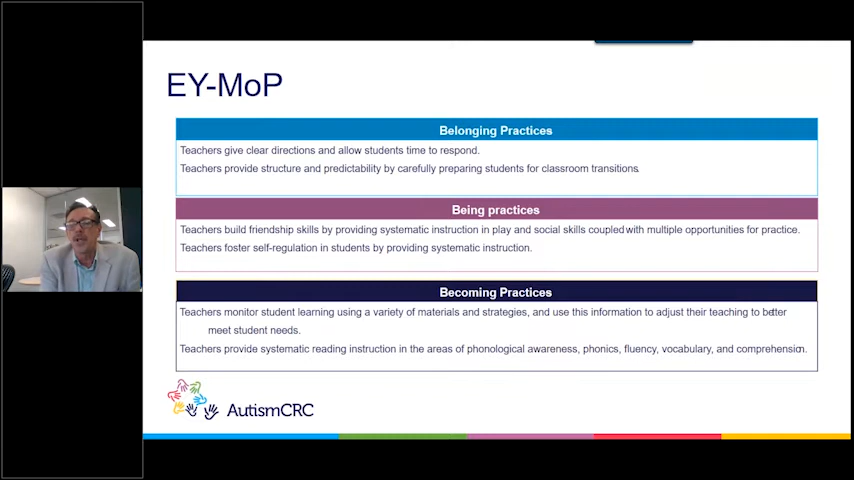 EY-MoP
Belonging Practices
Teachers give clear directions and allow students time to respond.
Teachers provide structure and predictability by carefully preparing students for classroom transitions.
Being practices
Teachers build friendship skills by providing systematic instruction in play and social skills coupled with multiple opportunities for practice.
Teachers foster self-regulation in students by providing systematic instruction.
Becoming Practices
Teachers monitor student learning using a variety of materials and strategies, and use this information to adjust their teaching to better
meet student needs.
Teachers provide systematic reading instruction in the areas of phonological awareness, phonics, fluency, vocabulary, and comprehension.
AutismCRC